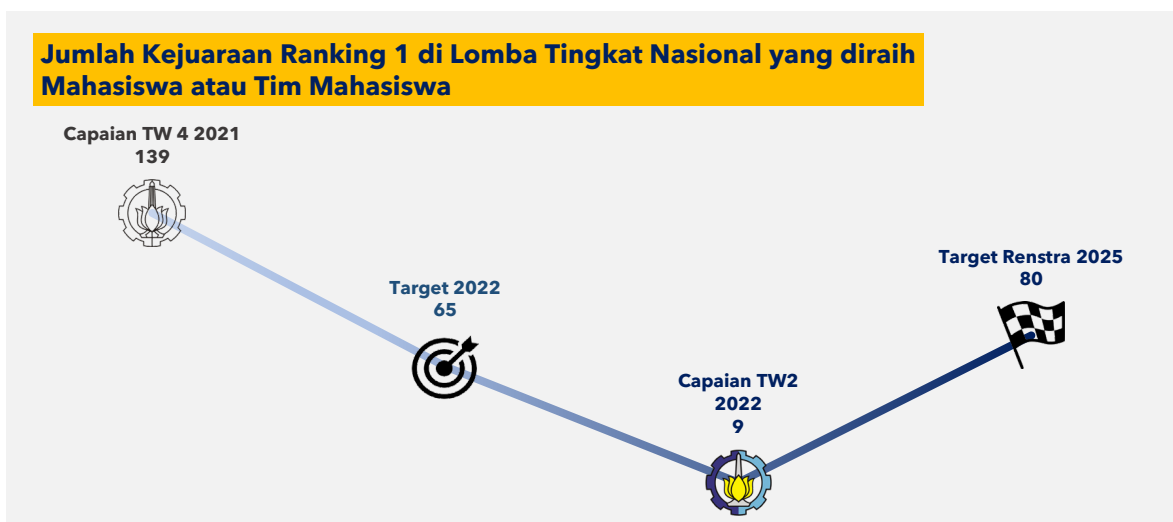 Jumlah Kejuaraan Ranking 1 di Lomba Tingkat Nasional yang diraih
Mahasiswa atau Tim Mahasiswa
Capaian TW 4 2021
139
Target 2022
65
Capaian TW2
2022
9
Target Renstra 2025
80